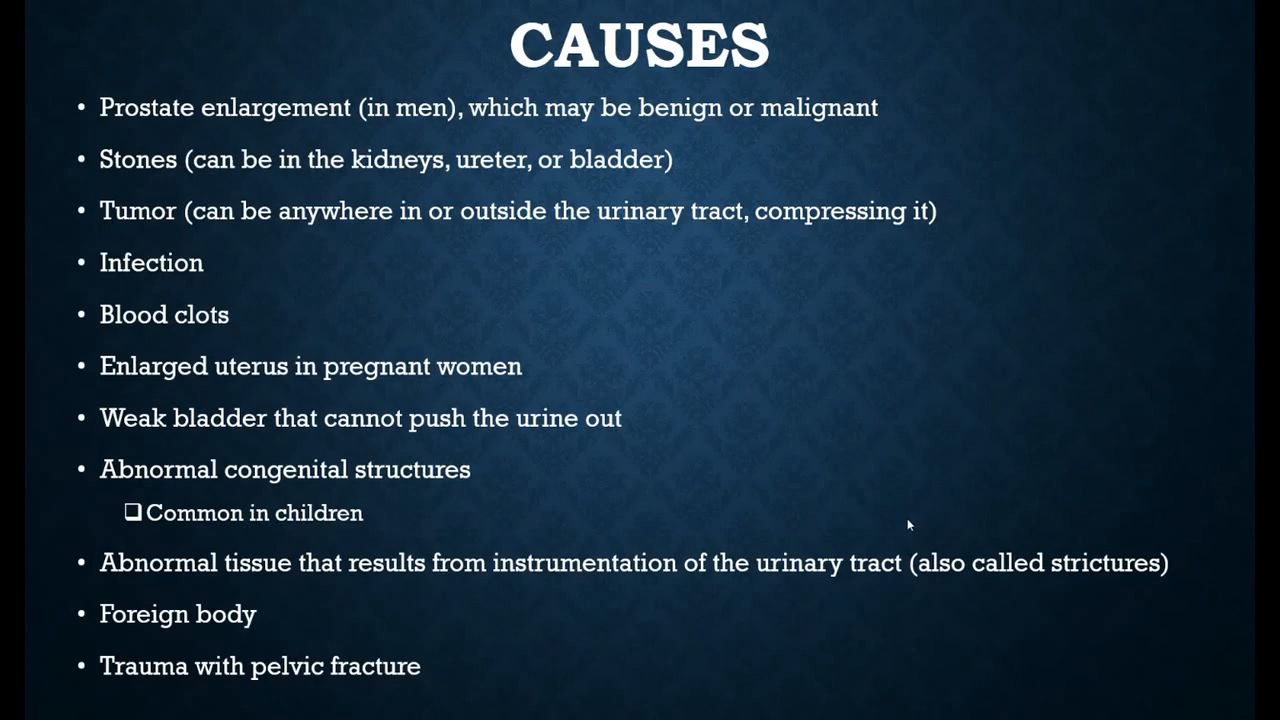 CAUSES
• Prostate enlargement (in men), which may be benign or malignant
• Stones (can be in the kidneys, ureter, or bladder)
• Tumor (can be anywhere in or outside the urinary tract, compressing it)
• Infection
• Blood clots
• Enlarged uterus in pregnant women
• Weak bladder that cannot push the urine out
• Abnormal congenital structures
❑ Common in children
• Abnormal tissue that results from instrumentation of the urinary tract (also called strictures)
• Foreign body
• Trauma with pelvic fracture